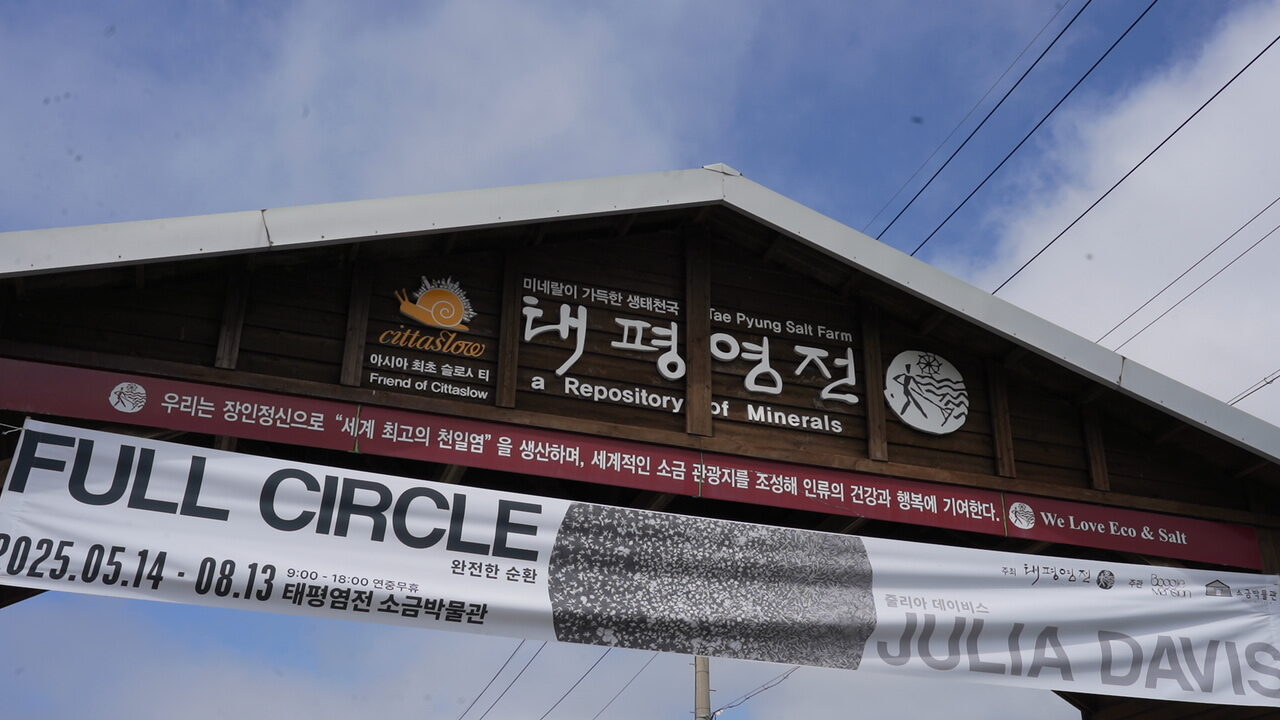 cittaslow
아시아 최초 슬로시티
Friend of Cittaslow
미네랄이 가득한 생태천국
Tae Pyung Salt Farm
태평염전
a Repository of Minerals
우리는 장인정신으로 “세계 최고의 천일염” 을 생산하며, 세계적인 소금 관광지를 조성해 인류의 건강과 행복에 기여한다.
We Love Eco & Salt
FULL CIRCLE
완전한 순환
2025.05.14 - 08.13
9:00 - 18:00 연중무휴
태평염전 소금박물관
주최 태평염전 주관 소금박물관
줄리아 데이비스
JULIA DAVIS